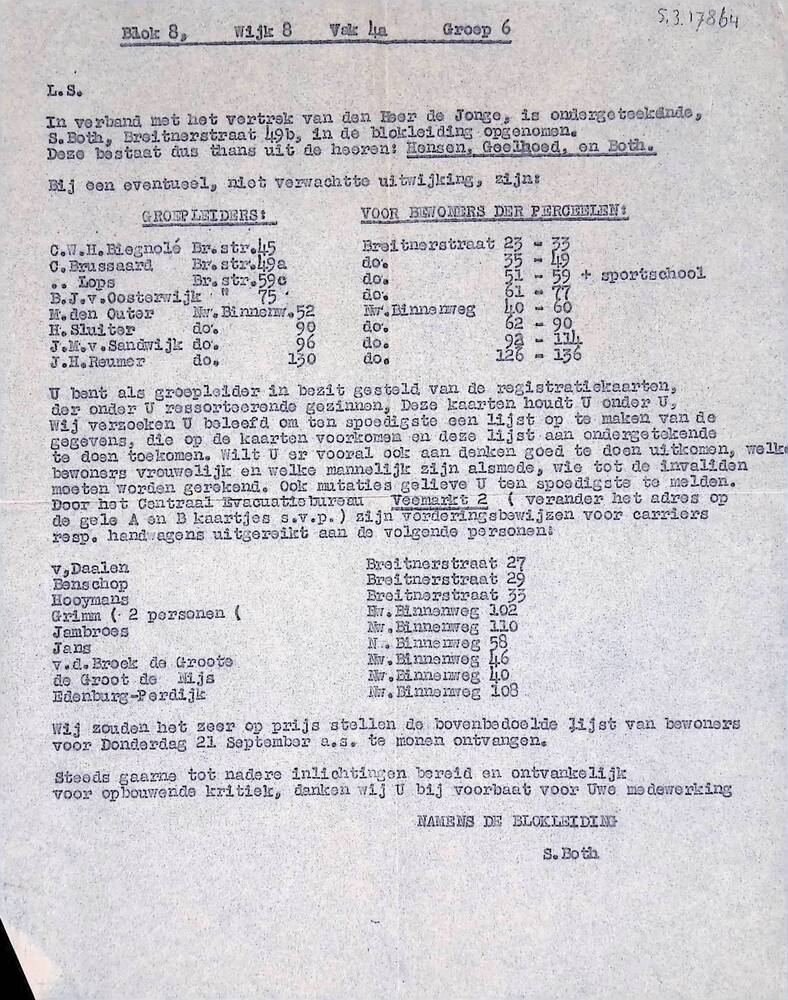 5.3.17864
Blok 8, Wijk 8 Vak 4a Groep 6
L.S.
In verband met het vertrek van den Heer de Jonge, is ondergeteekende,
S.Both, Breitnerstraat 49b, in de blokleiding opgenomen.
Deze bestaat dus thans uit de heeren: Hensen, Geelhoed, en Both.
Bij een eventueel, niet verwachtte uitwijking, zijn:
GROEPLEIDERS: VOOR BEWONERS DER PERCEELEN:
C.W.H.Biegnolé Br.str.45 Breitnerstraat 23 - 33
C.Brussaard Br.str.49a do. 35 - 49
.. Lops Br.str.59c do. 51 - 59 + sportschool
B.J.v.Oosterwijk " 75 do. 61 - 77
M.den Outer Nw.Binnenw.52 Nw.Binnenweg 40 - 60
H.Sluiter do. 90 do. 62 - 90
J.M.v.Sandwijk do. 96 do. 92 - 114
J.H.Reumer do. 130 do. 126 - 136
U bent als groepleider in bezit gesteld van de registratiekaarten,
der onder U ressorteerende gezinnen, Deze kaarten houdt U onder U,
Wij verzoeken U beleefd om ten spoedigste een lijst op te maken van de
gegevens, die op de kaarten voorkomen en deze lijst aan ondergetekende
te doen toekomen. Wilt U er vooral ook aan denken goed te doen uitkomen, welke
bewoners vrouwelijk en welke mannelijk zijn alsmede, wie tot de invaliden
moeten worden gerekend. Ook mutaties gelieve U ten spoedigste te melden.
Door het Centraal Evacuatiebureau Veemarkt 2 ( verander het adres op
de gele A en B kaartjes s.v.p.) zijn vorderingsbewijzen voor carriers
resp. handwagens uitgereikt aan de volgende personen:
v,Daalen Breitnerstraat 27
Benschop Breitnerstraat 29
Hooymans Breitnerstraat 33
Grimm ( 2 personen ( Nw.Binnenweg 102
Jambroes Nw.Binnenweg 110
Jans N..Binnenweg 58
v.d.Broek de Groote Nw.Binnenweg 46
de Groot de Nijs Nw.Binnenweg 40
Edenburg-Perdijk Nw.Binnenweg 108
Wij zouden het zeer op prijs stellen de bovenbedoelde lijst van bewoners
voor Donderdag 21 September a.s. te monen ontvangen.
Steeds gaarne tot nadere inlichtingen bereid en ontvankelijk
voor opbouwende kritiek, danken wij U bij voorbaat voor Uwe medewerking
NAMENS DE BLOKLEIDING
S.Both